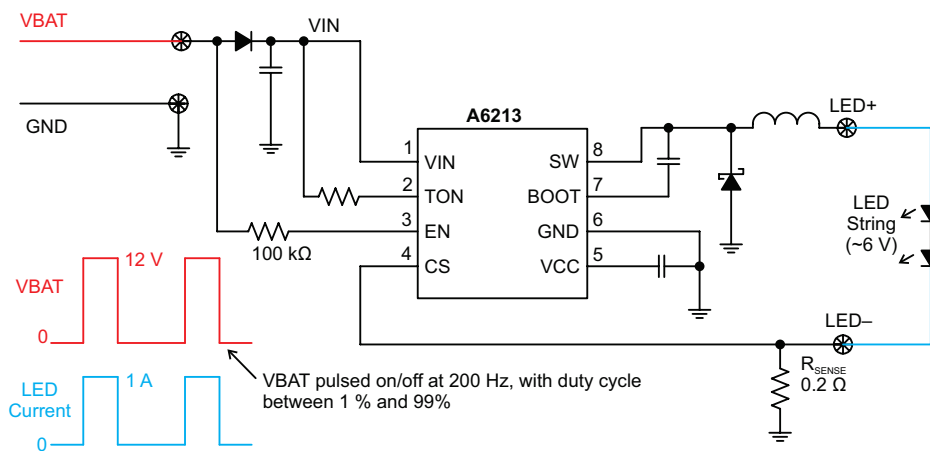 VBAT
VIN
GND
A6213
LED+
1
VIN
SW
8
2
TON
BOOT
7
3
EN
GND
6
100 kΩ
4
CS
VCC
5
LED
String
(~6 V)
12 V
VBAT
0
LED–
VBAT pulsed on/off at 200 Hz, with duty cycle
between 1 % and 99%
RSENSE
0.2 Ω
1 A
LED
Current
0